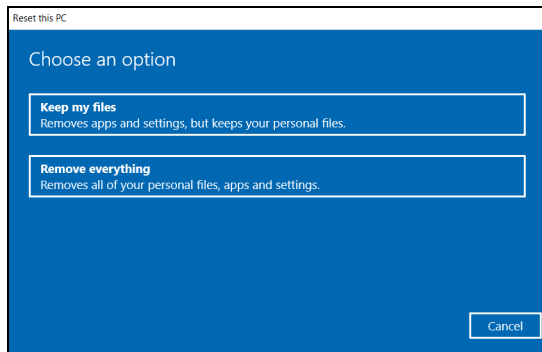 Reset this PC
Choose an option
Keep my files
Removes apps and settings, but keeps your personal files.
Remove everything
Removes all of your personal files, apps and settings.
Cancel